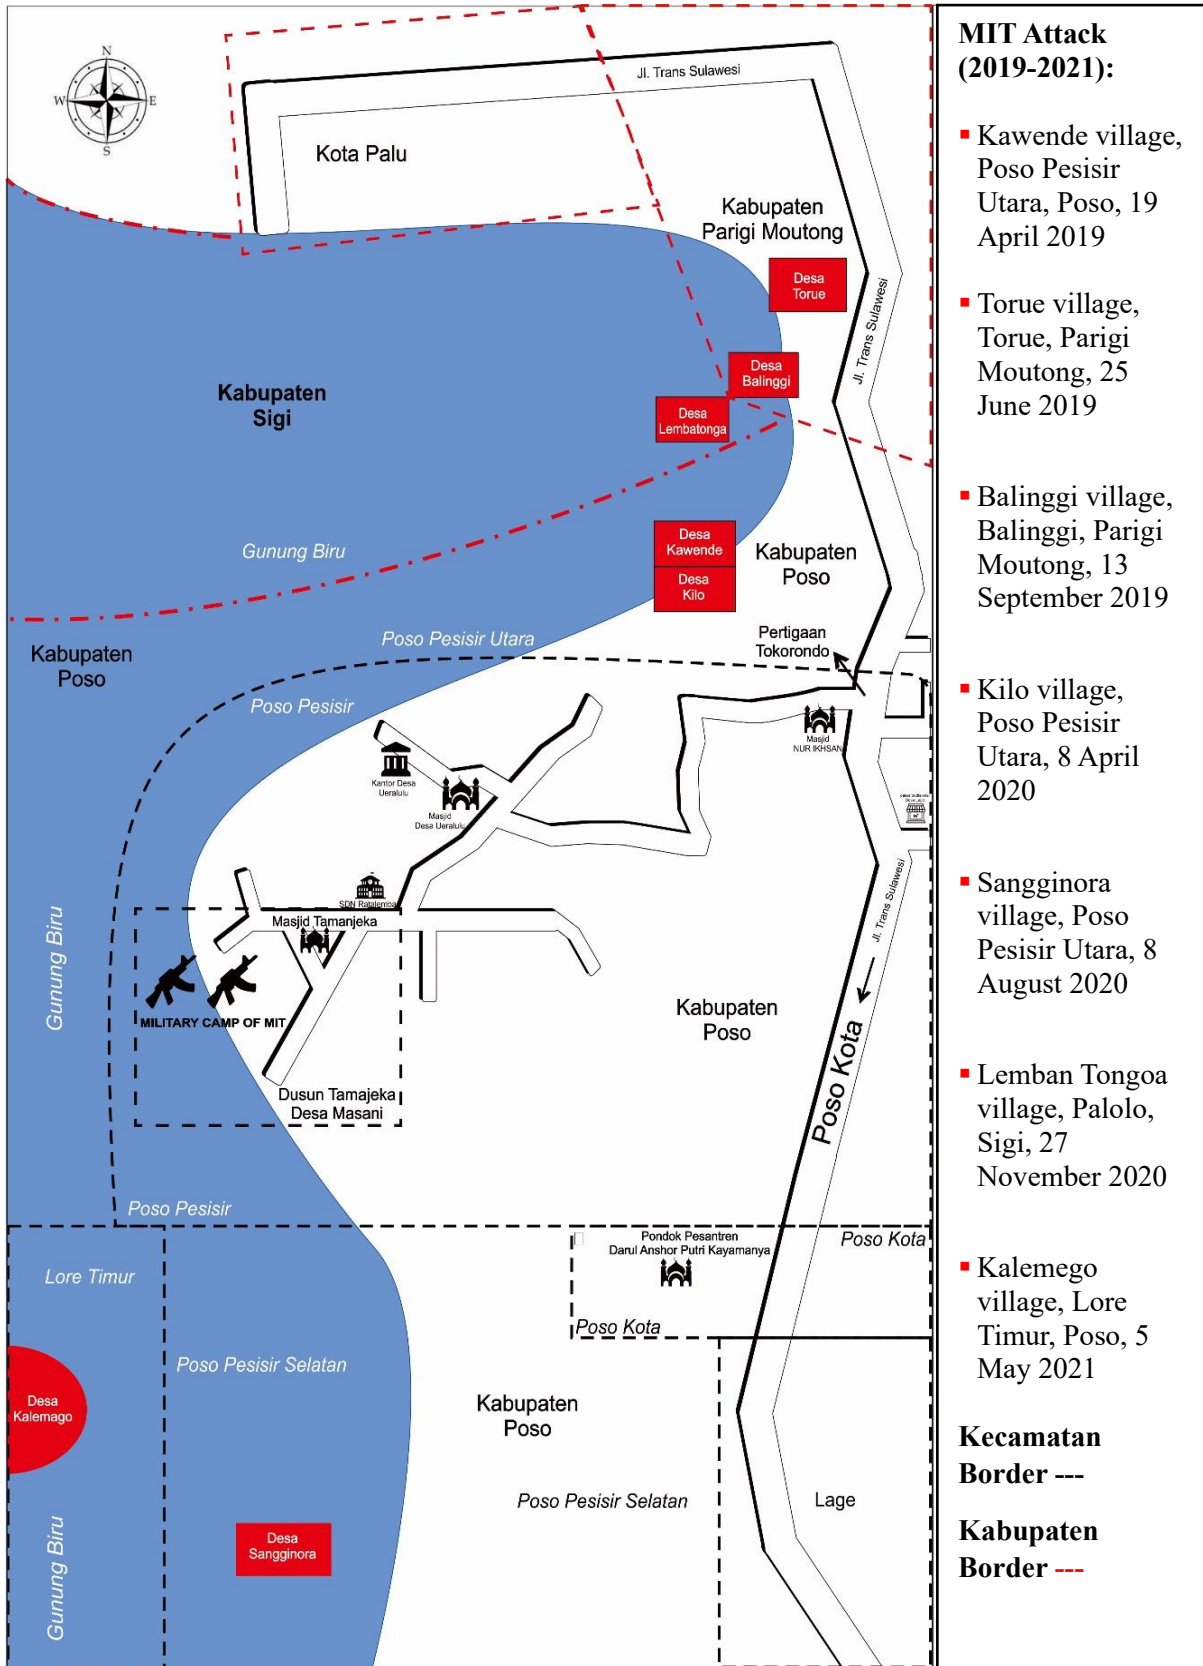 N
W
E
S
Jl. Trans Sulawesi
Kota Palu
Kabupaten
Parigi Moutong
Desa
Torue
Jl. Trans Sulawesi
Desa
Balinggi
Kabupaten
Sigi
Desa
Lembatonga
Gunung Biru
Desa
Kawende
Desa
Kilo
Kabupaten
Poso
Poso Pesisir Utara
Pertigaan
Tokorondo
Kabupaten
Poso
Poso Pesisir
Masjid
NUR IKHSAN
Kantor Desa
Ueralulu
Masjid
Desa Ueralulu
Jl. Trans Sulawesi
SDN Ratalemba
Masjid Tamanjeka
Gunung Biru
MILITARY CAMP OF MIT
Kabupaten
Poso
Poso Kota
Dusun Tamajeka
Desa Masani
Poso Pesisir
Pondok Pesantren
Darul Anshor Putri Kayamanya
Poso Kota
Lore Timur
Poso Kota
Poso Pesisir Selatan
Desa
Kalemago
Kabupaten
Poso
Poso Pesisir Selatan
Lage
Desa
Sangginora
Gunung Biru
MIT Attack
(2019-2021):
▪ Kawende village,
Poso Pesisir
Utara, Poso, 19
April 2019
▪ Torue village,
Torue, Parigi
Moutong, 25
June 2019
▪ Balinggi village,
Balinggi, Parigi
Moutong, 13
September 2019
▪ Kilo village,
Poso Pesisir
Utara, 8 April
2020
▪ Sangginora
village, Poso
Pesisir Utara, 8
August 2020
▪ Lemban Tongoa
village, Palolo,
Sigi, 27
November 2020
▪ Kalemego
village, Lore
Timur, Poso, 5
May 2021
Kecamatan
Border ---
Kabupaten
Border ---